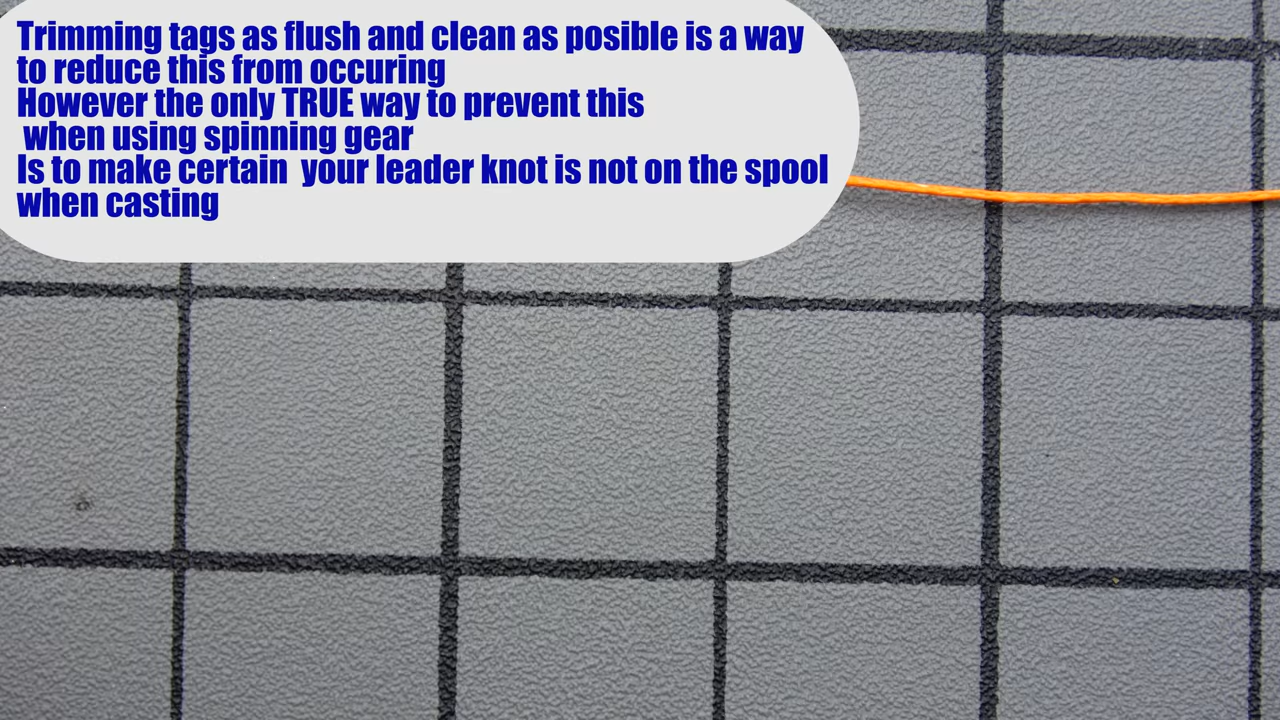 Trimming tags as flush and clean as posible is a way
to reduce this from occuring
However the only TRUE way to prevent this
when using spinning gear
Is to make certain  your leader knot is not on the spool
when casting